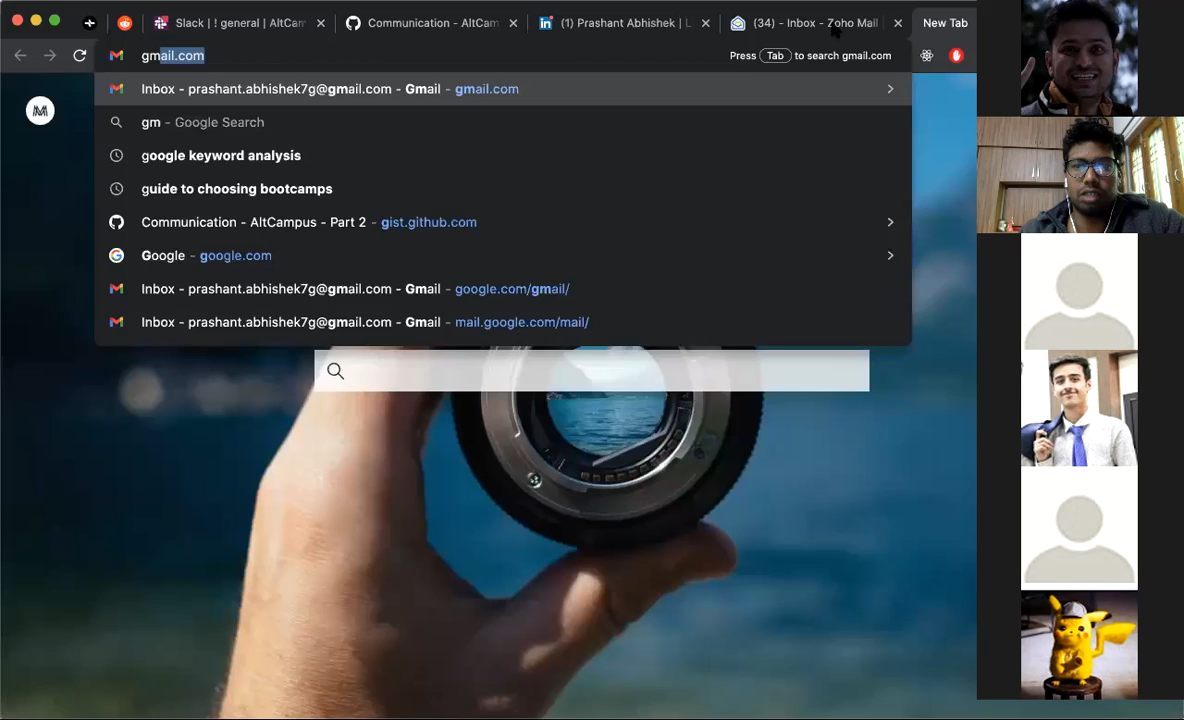 Slack | ! general | AltCam
Communication - AltCam
(1) Prashant Abhishek | L
(34) - Inbox - Zoho Mail
New Tab
gmail.com
Press Tab to search gmail.com
Inbox - prashant.abhishek7g@gmail.com - Gmail - gmail.com
gm - Google Search
google keyword analysis
guide to choosing bootcamps
Communication - AltCampus - Part 2 - gist.github.com
Google - google.com
Inbox - prashant.abhishek7g@gmail.com - Gmail - google.com/gmail/
Inbox - prashant.abhishek7g@gmail.com - Gmail - mail.google.com/mail/